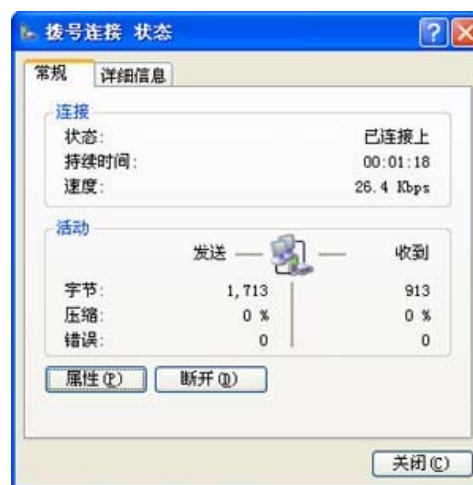 拨号连接 状态
常规 详细信息
连接
状态: 已连接上
持续时间: 00:01:18
速度: 26.4 Kbps
活动
发送 — — 收到
字节: 1,713 913
压缩: 0 % 0 %
错误: 0 0
属性(P) 断开(D)
关闭(C)